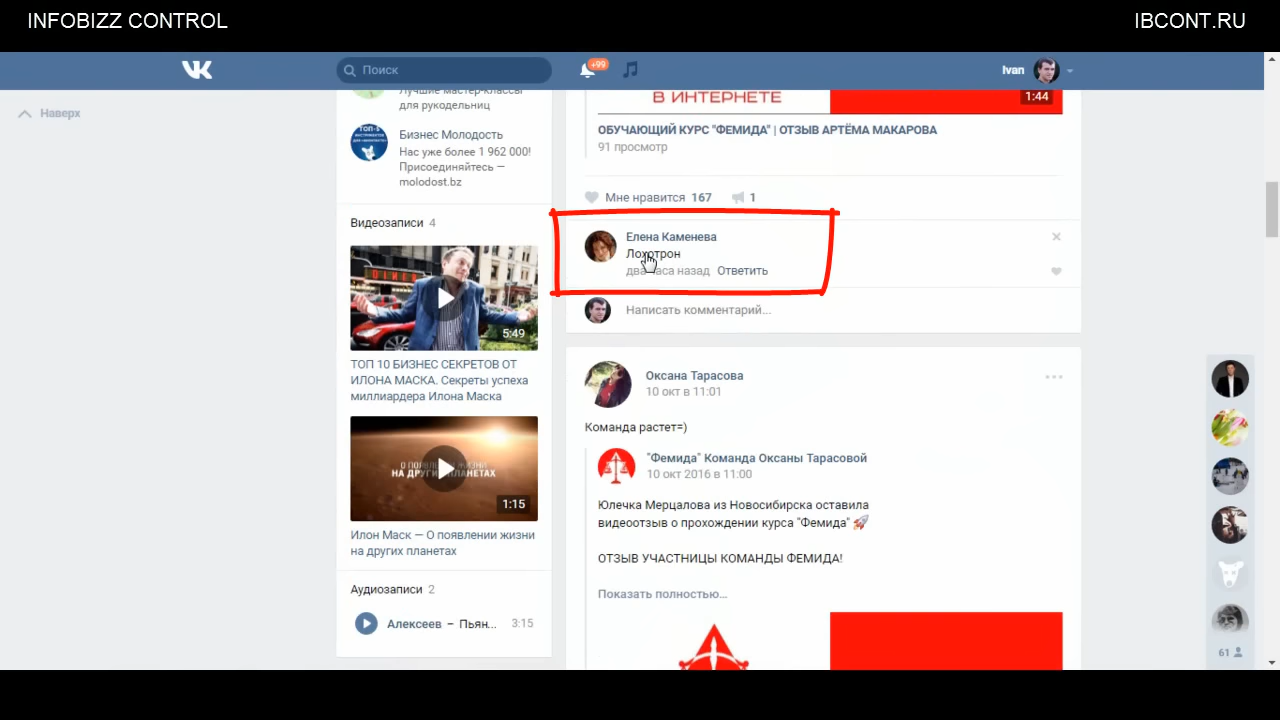 INFOBIZZ CONTROL
IBCONT.RU
Поиск
+99
Ivan
Наверх
Лучшие мастер-классы
для рукодельниц
ТОП-5
Бизнес Молодость
Нас уже более 1 962 000!
Присоединяйтесь —
molodost.bz
Видеозаписи 4
5:49
ТОП 10 БИЗНЕС СЕКРЕТОВ ОТ
ИЛОНА МАСКА. Секреты успеха
миллиардера Илона Маска
НА ДРУГИХ ПЛАНЕТАХ
1:15
Илон Маск — О появлении жизни
на других планетах
Аудиозаписи 2
Алексеев – Пьян... 3:15
В ИНТЕРНЕТЕ
1:44
ОБУЧАЮЩИЙ КУРС "ФЕМИДА" | ОТЗЫВ АРТЁМА МАКАРОВА
91 просмотр
Мне нравится 167 1
Елена Каменева
Лохотрон
два часа назад Ответить
Написать комментарий...
Оксана Тарасова
10 окт в 11:01
Команда растет=)
"Фемида" Команда Оксаны Тарасовой
10 окт 2016 в 11:00
Юлечка Мерцалова из Новосибирска оставила
видеоотзыв о прохождении курса "Фемида" 🚀
ОТЗЫВ УЧАСТНИЦЫ КОМАНДЫ ФЕМИДА!
Показать полностью...
61